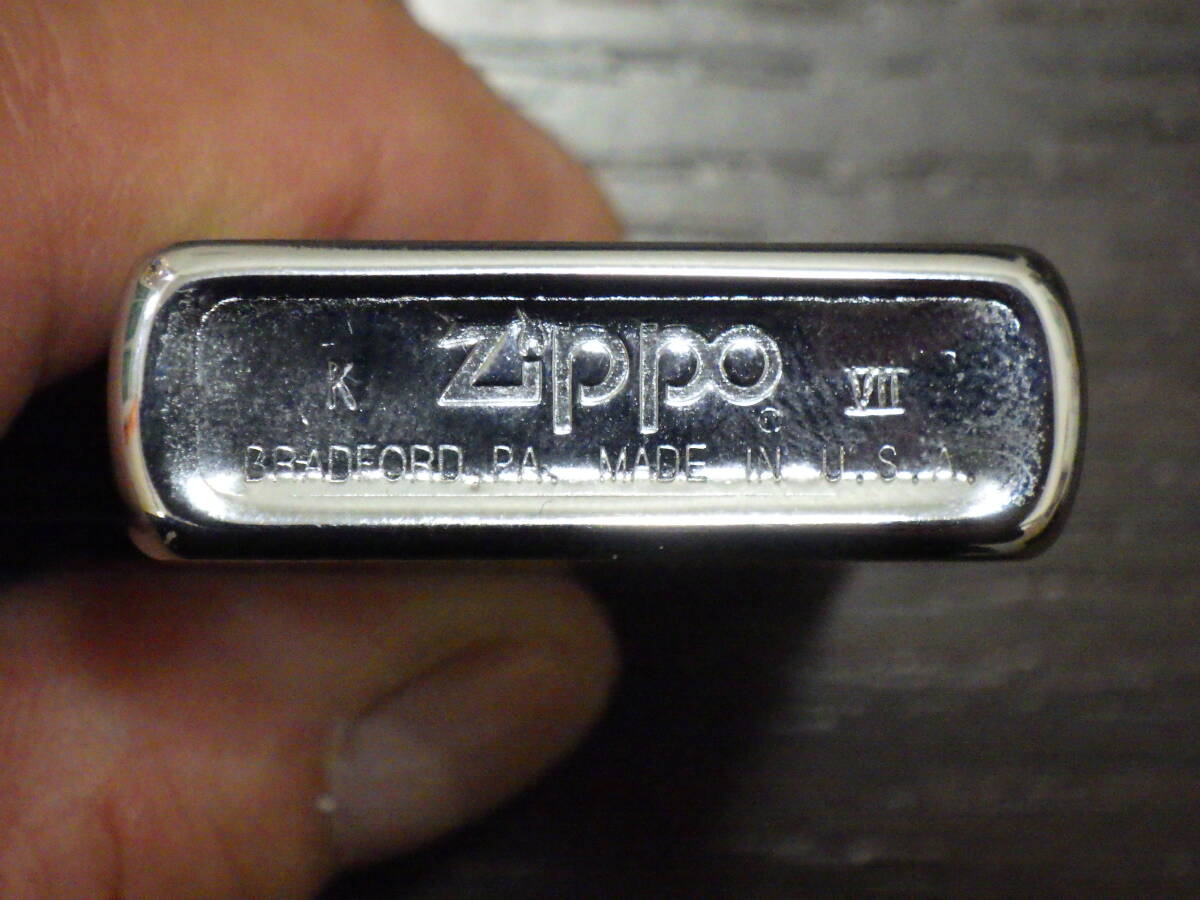 K Zippo ® VII
BRADFORD, PA. MADE IN U.S.A.